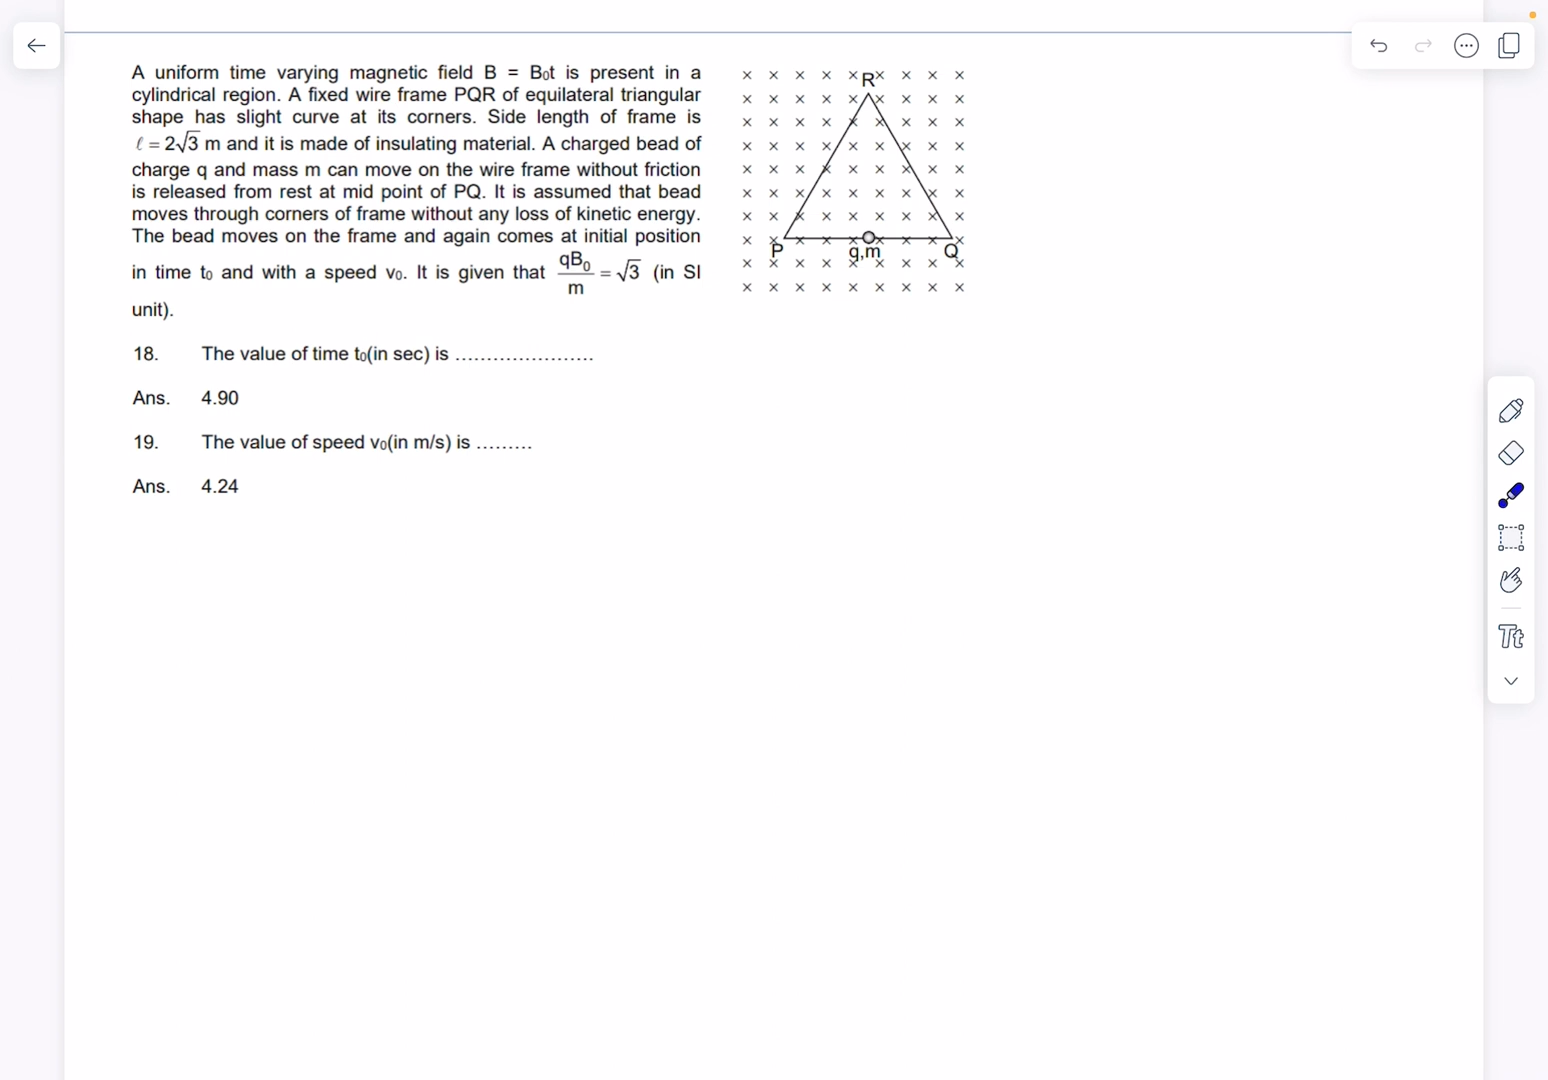 A uniform time varying magnetic field B = B₀t is present in a
cylindrical region. A fixed wire frame PQR of equilateral triangular
shape has slight curve at its corners. Side length of frame is
ℓ = 2√3 m and it is made of insulating material. A charged bead of
charge q and mass m can move on the wire frame without friction
is released from rest at mid point of PQ. It is assumed that bead
moves through corners of frame without any loss of kinetic energy.
The bead moves on the frame and again comes at initial position
in time t₀ and with a speed v₀. It is given that qB₀/m = √3 (in SI
unit).
R
P
q,m
Q
18. The value of time t₀(in sec) is ......................
Ans. 4.90
19. The value of speed v₀(in m/s) is .........
Ans. 4.24
Tt